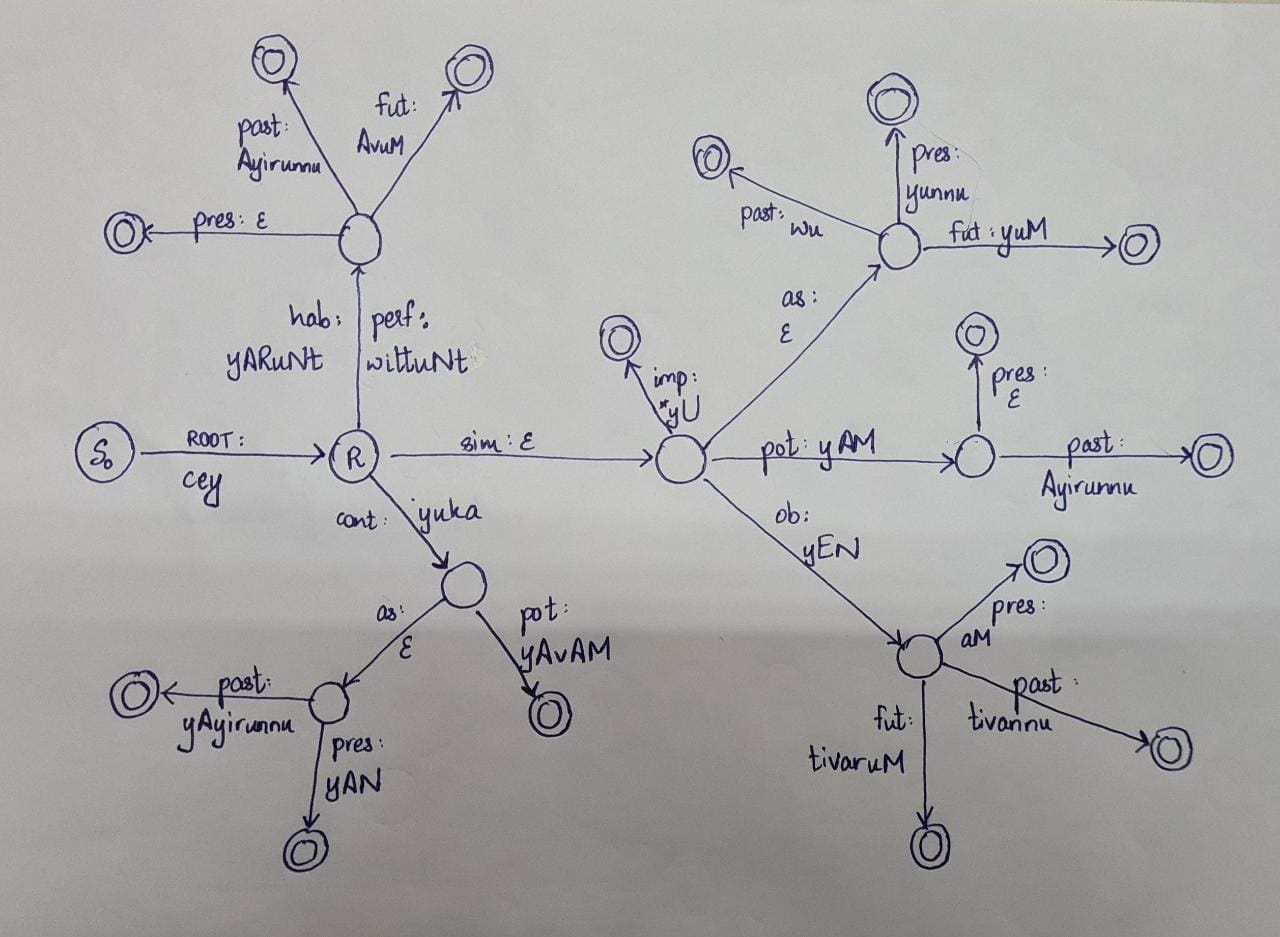 past:
Ayirunnu
fut:
AvuM
pres: ε
hab:
yARuNt
perf:
wittuNt
S₀
ROOT:
cey
R
sim: ε
cont:
yuka
as:
ε
past:
yAyirunnu
pres:
yAN
pot:
yAvAM
imp:
*yU
as:
ε
past:
wu
pres:
yunnu
fut: yuM
pot: yAM
pres:
ε
past:
Ayirunnu
ob:
yEN
pres:
aM
past:
tivannu
fut:
tivaruM